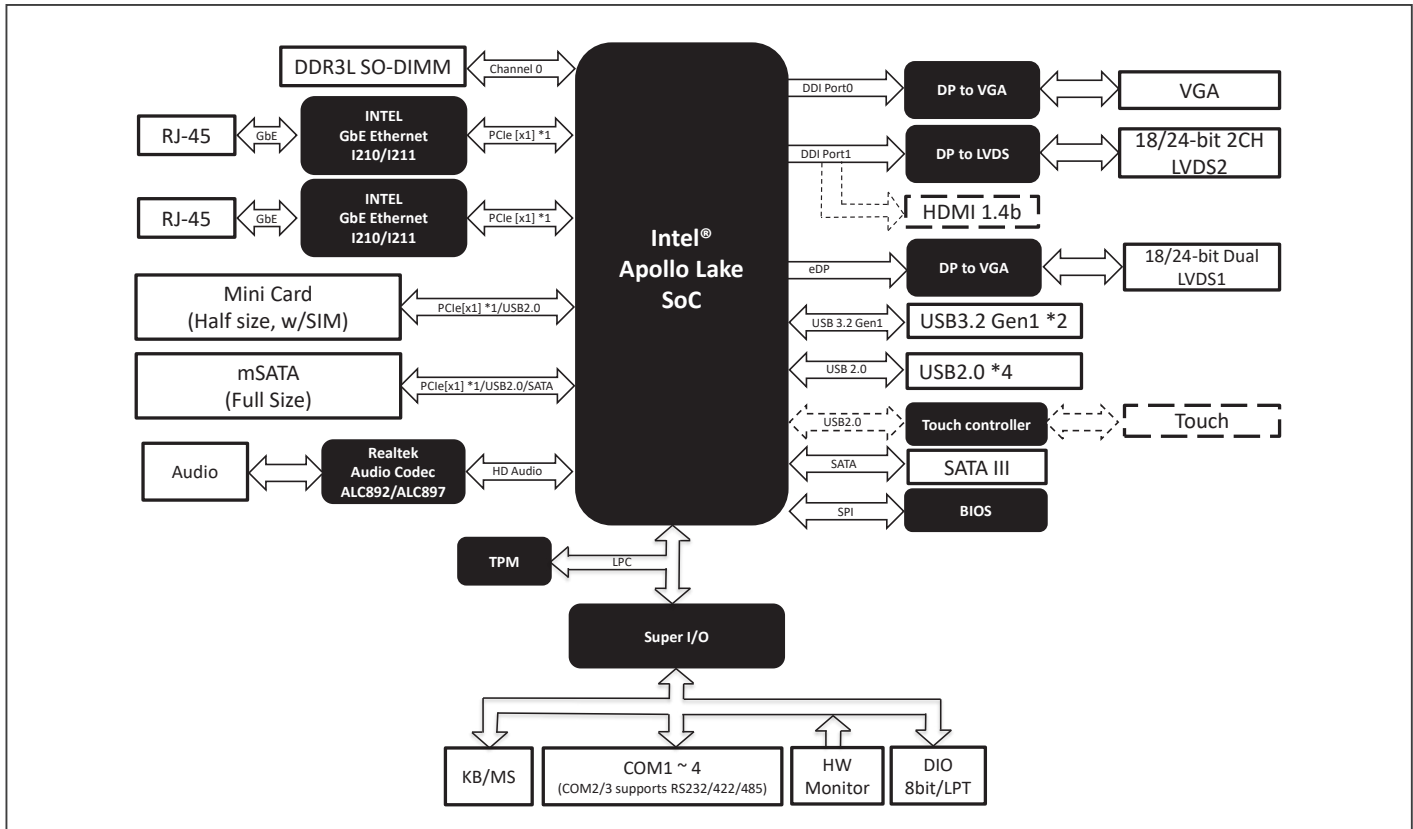 DDR3L SO-DIMM
Channel 0
RJ-45
GbE
INTEL
GbE Ethernet
I210/I211
PCIe [x1] *1
RJ-45
GbE
INTEL
GbE Ethernet
I210/I211
PCIe [x1] *1
Mini Card
(Half size, w/SIM)
PCIe[x1] *1/USB2.0
mSATA
(Full Size)
PCIe[x1] *1/USB2.0/SATA
Audio
Realtek
Audio Codec
ALC892/ALC897
HD Audio
Intel®
Apollo Lake
SoC
DDI Port0
DP to VGA
VGA
DDI Port1
DP to LVDS
18/24-bit 2CH
LVDS2
HDMI 1.4b
eDP
DP to VGA
18/24-bit Dual
LVDS1
USB 3.2 Gen1
USB3.2 Gen1 *2
USB 2.0
USB2.0 *4
USB2.0
Touch controller
Touch
SATA
SATA III
SPI
BIOS
TPM
LPC
Super I/O
KB/MS
COM1 ~ 4
(COM2/3 supports RS232/422/485)
HW
Monitor
DIO
8bit/LPT